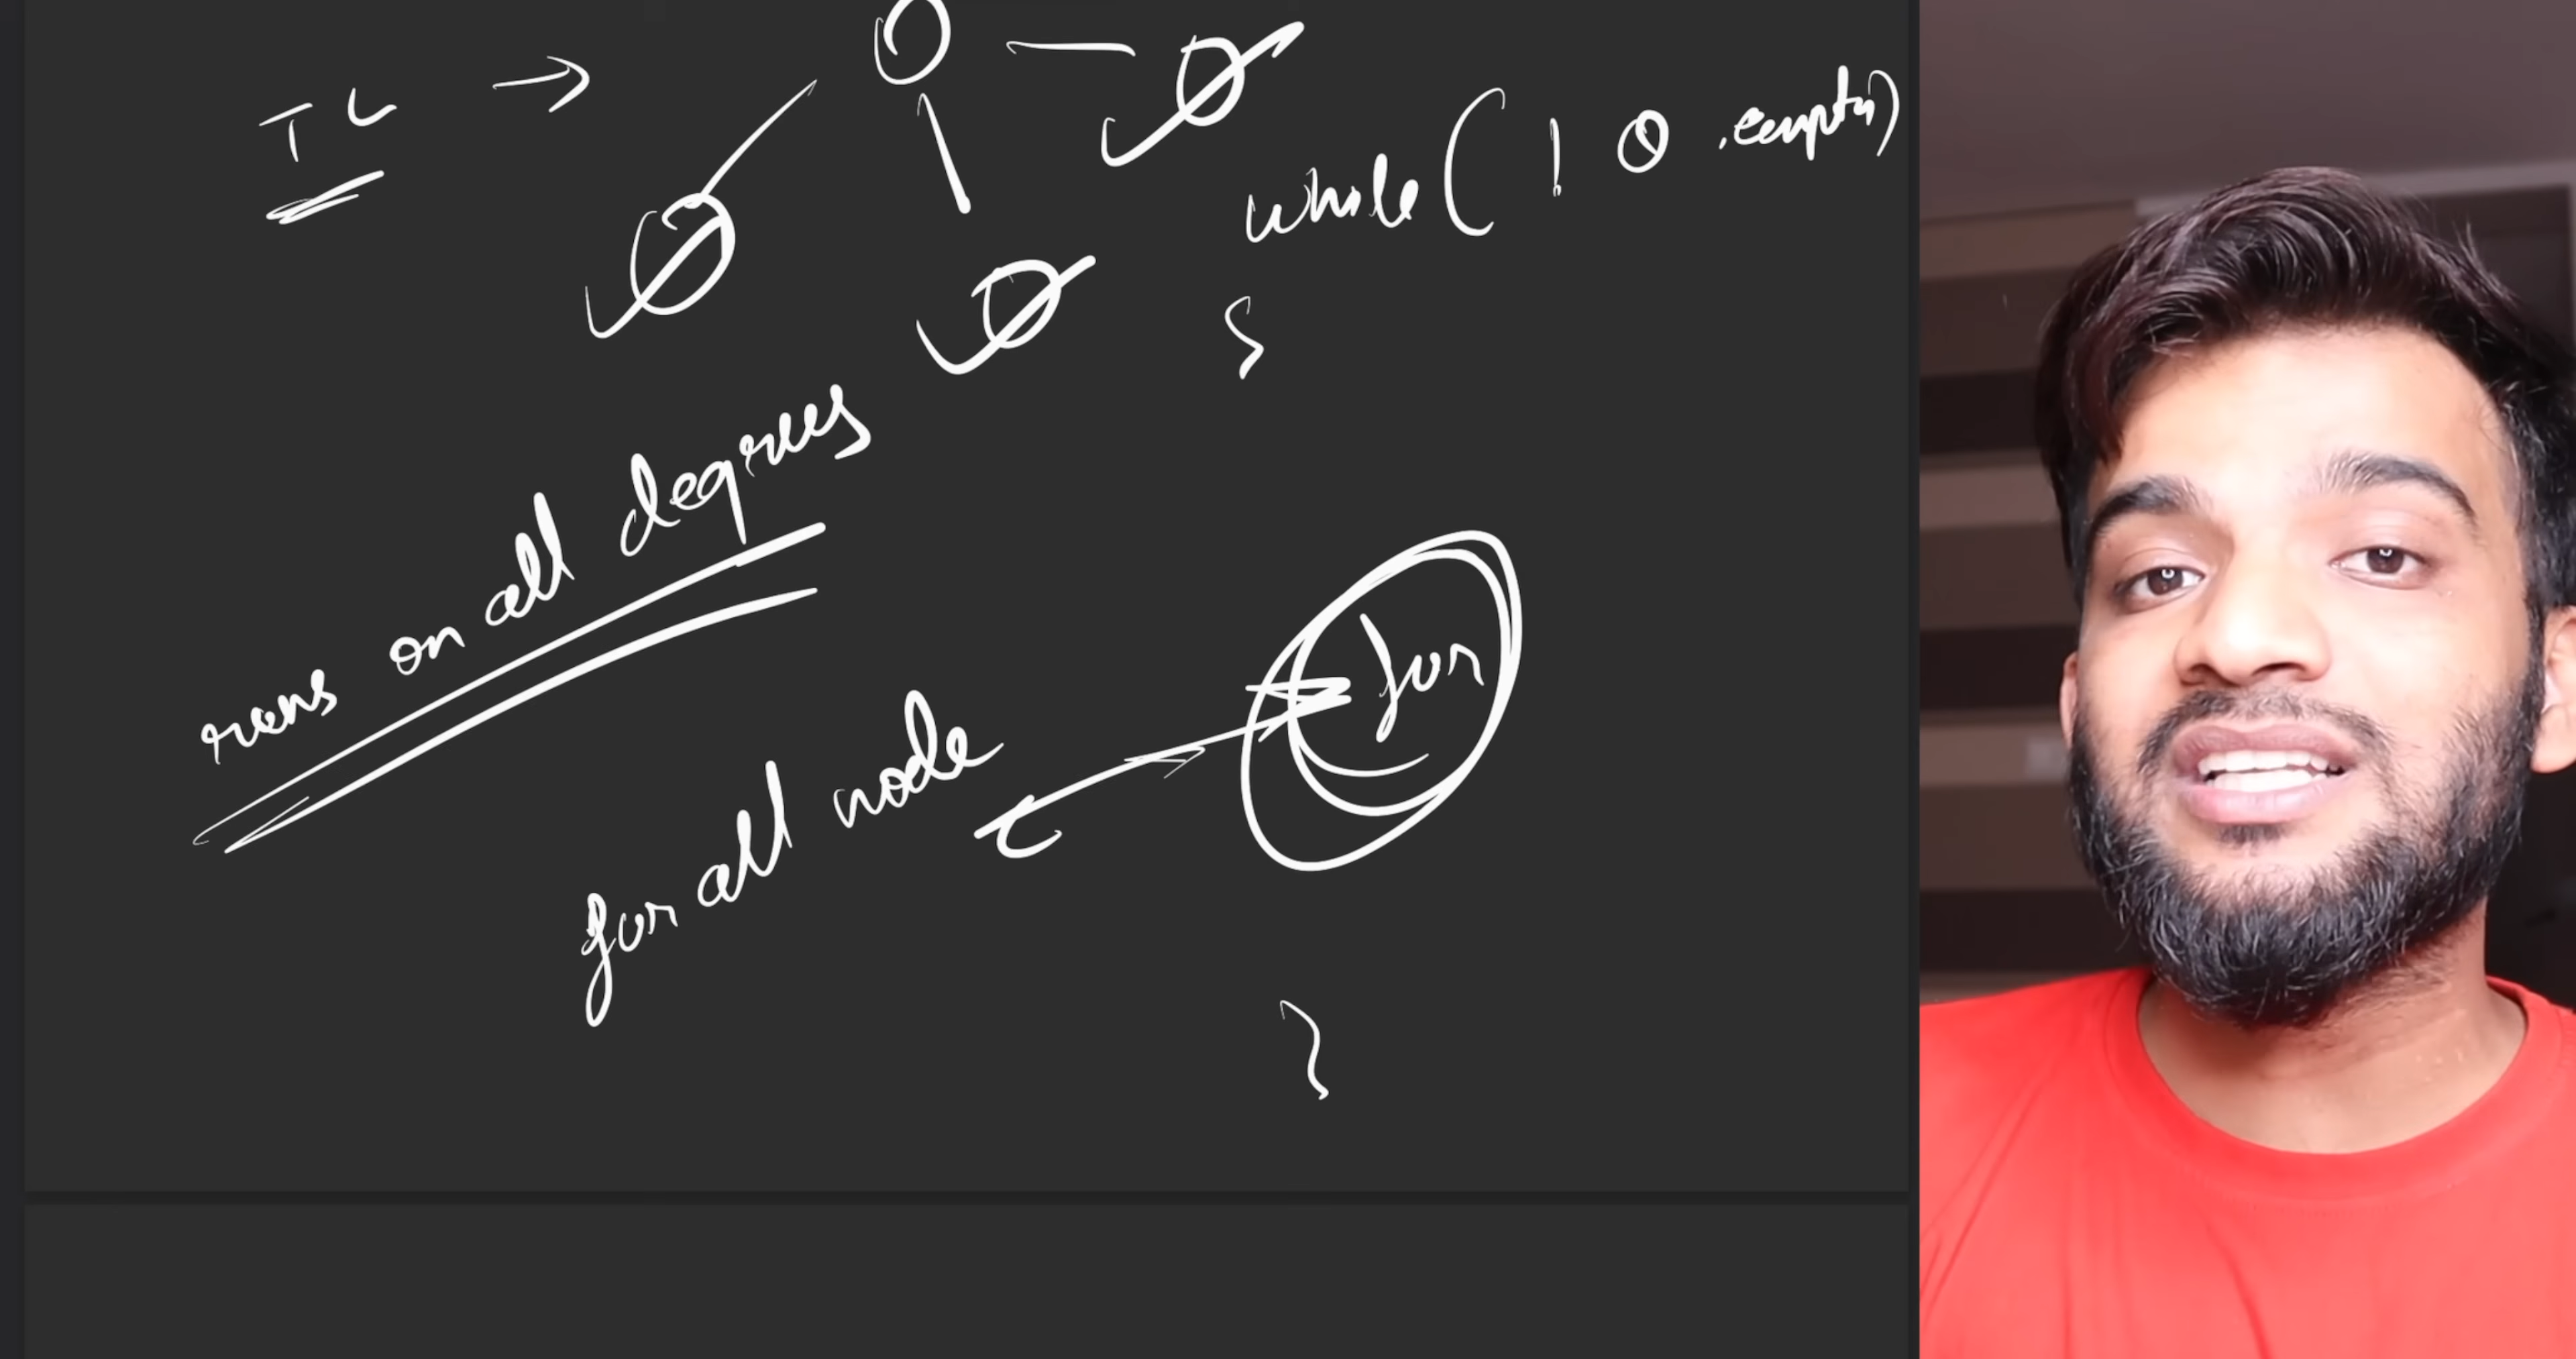 TC →
while ( ! Q .empty)
{
runs on all degrees
for
for all node
}